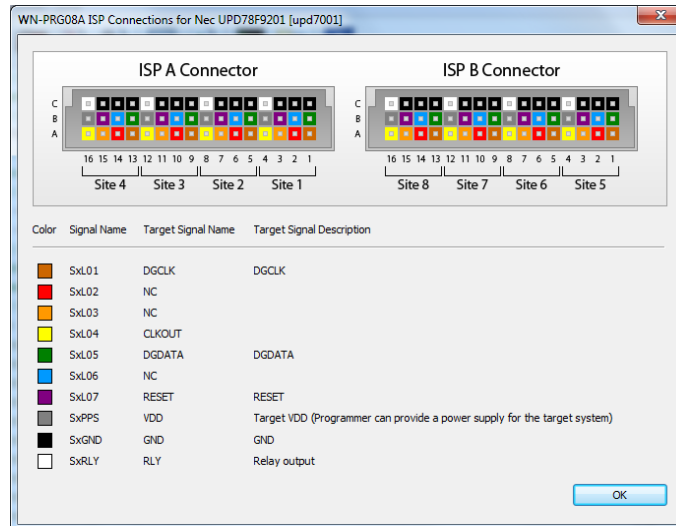 WN-PRG08A ISP Connections for Nec UPD78F9201 [upd7001]
ISP A Connector
ISP B Connector
C
B
A
16 15 14 13 12 11 10 9 8 7 6 5 4 3 2 1
Site 4 Site 3 Site 2 Site 1
C
B
A
16 15 14 13 12 11 10 9 8 7 6 5 4 3 2 1
Site 8 Site 7 Site 6 Site 5
Color Signal Name Target Signal Name Target Signal Description
SxL01 DGCLK DGCLK
SxL02 NC
SxL03 NC
SxL04 CLKOUT
SxL05 DGDATA DGDATA
SxL06 NC
SxL07 RESET RESET
SxPPS VDD Target VDD (Programmer can provide a power supply for the target system)
SxGND GND GND
SxRLY RLY Relay output
OK